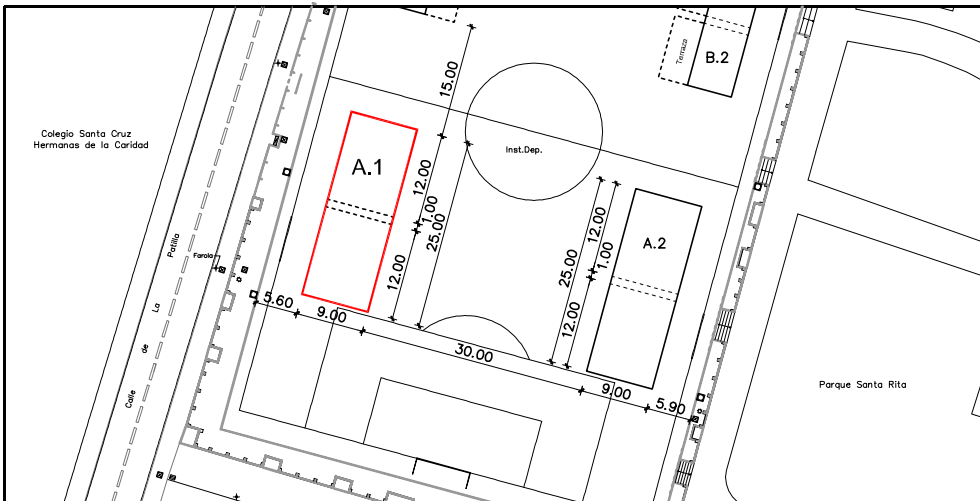 Terraza
B.2
15.00
Colegio Santa Cruz
Hermanas de la Caridad
Inst.Dep.
A.1
12.00
1.00
25.00
12.00
12.00
1.00
25.00
12.00
A.2
Farola
Calle de La Patilla
5.60
9.00
30.00
9.00
5.90
Parque Santa Rita